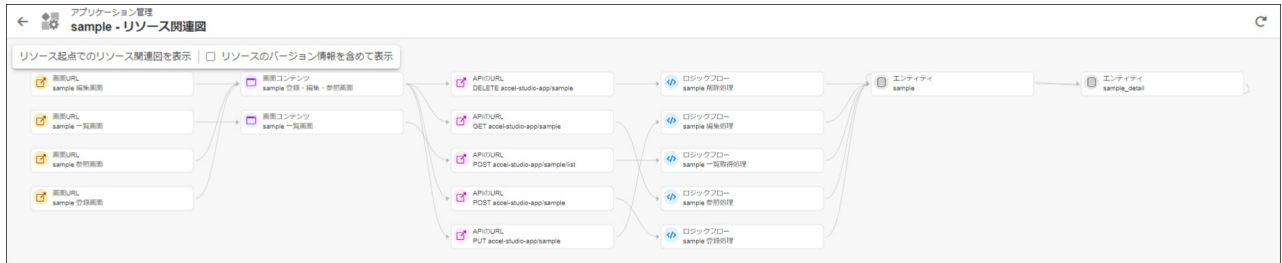 アプリケーション管理
sample - リソース関連図
リソース起点でのリソース関連図を表示
リソースのバージョン情報を含めて表示
画面URL
sample 編集画面
画面URL
sample 一覧画面
画面URL
sample 参照画面
画面URL
sample 登録画面
画面コンテンツ
sample 登録・編集・参照画面
画面コンテンツ
sample 一覧画面
APIのURL
DELETE accel-studio-app/sample
APIのURL
GET accel-studio-app/sample
APIのURL
POST accel-studio-app/sample/list
APIのURL
POST accel-studio-app/sample
APIのURL
PUT accel-studio-app/sample
ロジックフロー
sample 削除処理
ロジックフロー
sample 編集処理
ロジックフロー
sample 一覧取得処理
ロジックフロー
sample 参照処理
ロジックフロー
sample 登録処理
エンティティ
sample
エンティティ
sample_detail